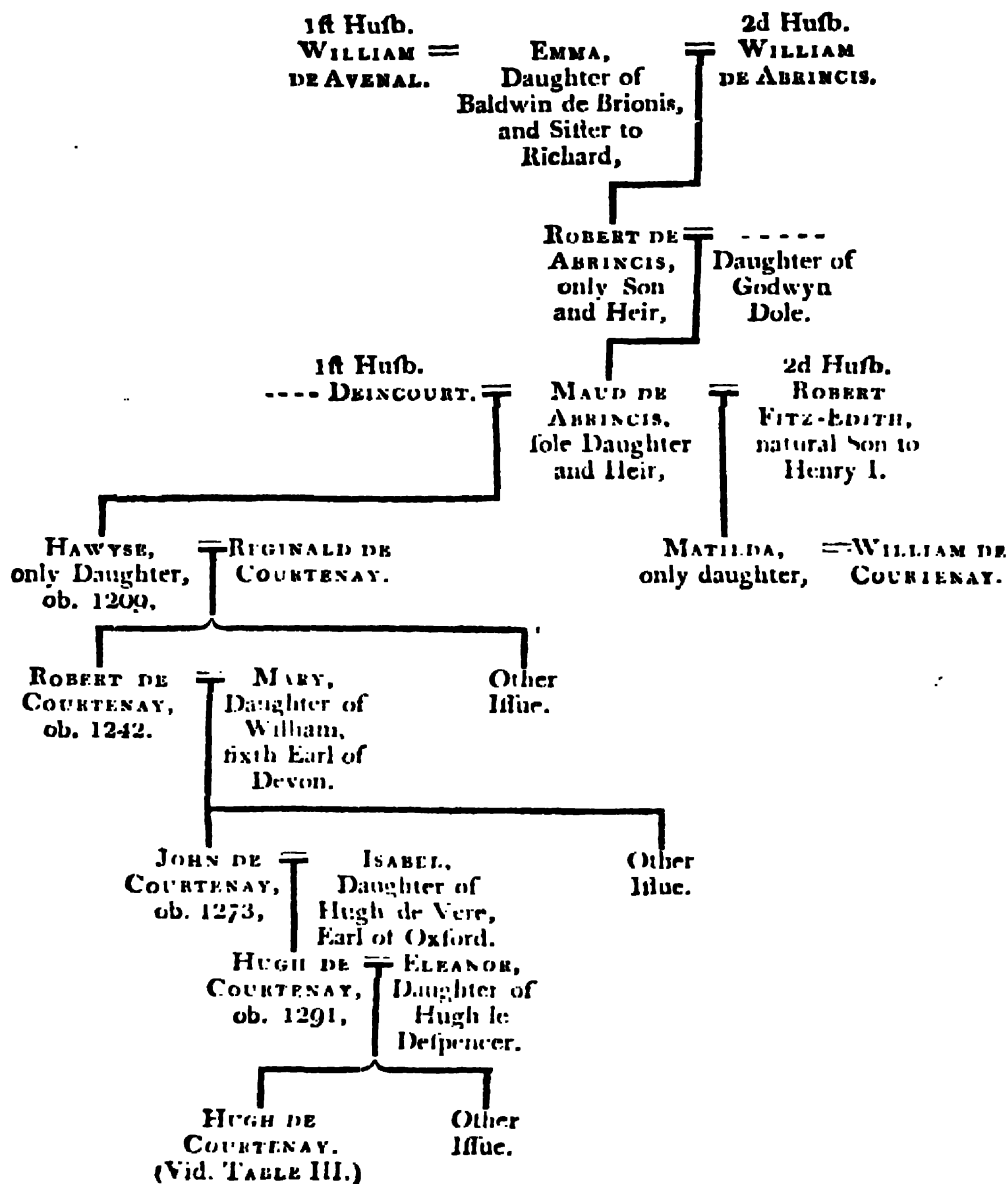 1ſt Huſb.
WILLIAM
DE AVENAL.
EMMA,
Daughter of
Baldwin de Brionis,
and Siſter to
Richard,
2d Huſb.
WILLIAM
DE ABRINCIS.
ROBERT DE
ABRINCIS,
only Son
and Heir,
- - - - -
Daughter of
Godwyn
Dole.
1ſt Huſb.
- - - - DEINCOURT.
MAUD DE
ABRINCIS,
ſole Daughter
and Heir,
2d Huſb.
ROBERT
FITZ-EDITH,
natural Son to
Henry I.
HAWYSE,
only Daughter,
ob. 1209,
REGINALD DE
COURTENAY.
MATILDA,
only daughter,
WILLIAM DE
COURTENAY.
ROBERT DE
COURTENAY,
ob. 1242.
MARY,
Daughter of
William,
ſixth Earl of
Devon.
Other
Iſſue.
JOHN DE
COURTENAY,
ob. 1273,
ISABEL,
Daughter of
Hugh de Vere,
Earl of Oxford.
Other
Iſſue.
HUGH DE
COURTENAY,
ob. 1291,
ELEANOR,
Daughter of
Hugh le
Deſpencer.
HUGH DE
COURTENAY.
(Vid. TABLE III.)
Other
Iſſue.